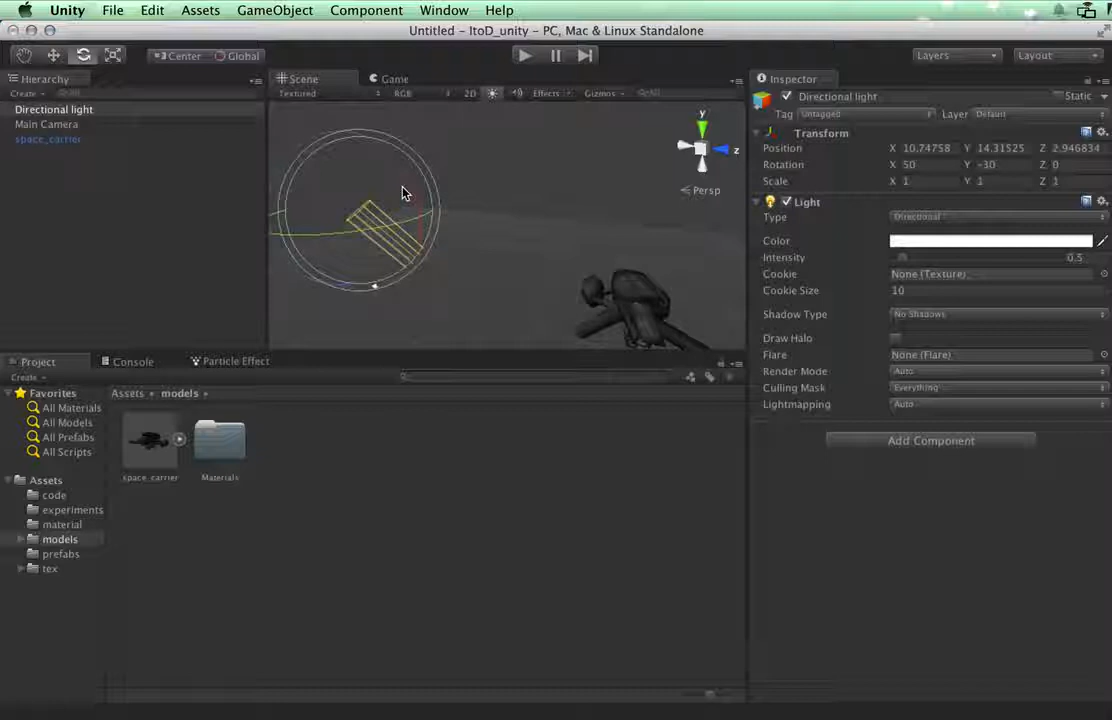 Unity File Edit Assets GameObject Component Window Help
Untitled - ItoD_unity - PC, Mac & Linux Standalone
Center Global Layers Layout
Hierarchy Scene Game Inspector
Create Textured RGB 2D Effects Gizmos
Directional light
Main Camera
space_carrier
y
z
Persp
Directional light Static
Tag Untagged Layer Default
Transform
Position X 10.74758 Y 14.31525 Z 2.946834
Rotation X 50 Y -30 Z 0
Scale X 1 Y 1 Z 1
Light
Type Directional
Color
Intensity 0.5
Cookie None (Texture)
Cookie Size 10
Shadow Type No Shadows
Draw Halo
Flare None (Flare)
Render Mode Auto
Culling Mask Everything
Lightmapping Auto
Add Component
Project Console Particle Effect
Create
Favorites
All Materials
All Models
All Prefabs
All Scripts
Assets
code
experiments
material
models
prefabs
tex
Assets models
space_carrier Materials